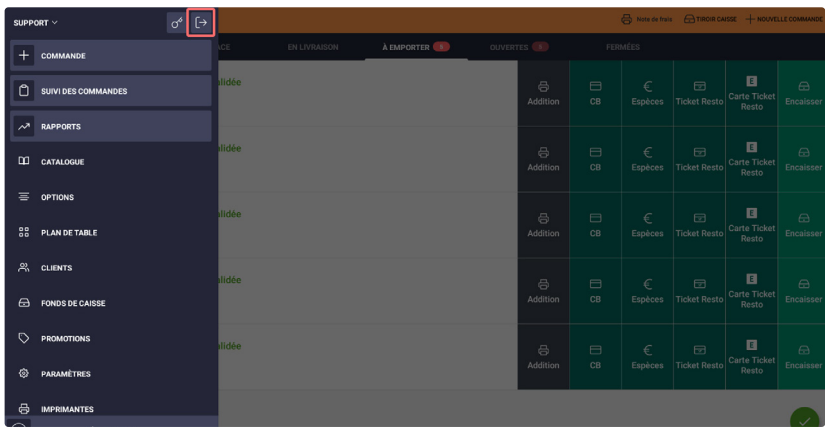 SUPPORT
Note de frais
TIROIR CAISSE
NOUVELLE COMMANDE
COMMANDE
SUIVI DES COMMANDES
RAPPORTS
CATALOGUE
OPTIONS
PLAN DE TABLE
CLIENTS
FONDS DE CAISSE
PROMOTIONS
PARAMÈTRES
IMPRIMANTES
ACE
EN LIVRAISON
À EMPORTER
OUVERTES
FERMÉES
alidée
Addition
CB
€
Espèces
Ticket Resto
E
Carte Ticket
Resto
Encaisser
alidée
Addition
CB
€
Espèces
Ticket Resto
E
Carte Ticket
Resto
Encaisser
alidée
Addition
CB
€
Espèces
Ticket Resto
E
Carte Ticket
Resto
Encaisser
alidée
Addition
CB
€
Espèces
Ticket Resto
E
Carte Ticket
Resto
Encaisser
alidée
Addition
CB
€
Espèces
Ticket Resto
E
Carte Ticket
Resto
Encaisser